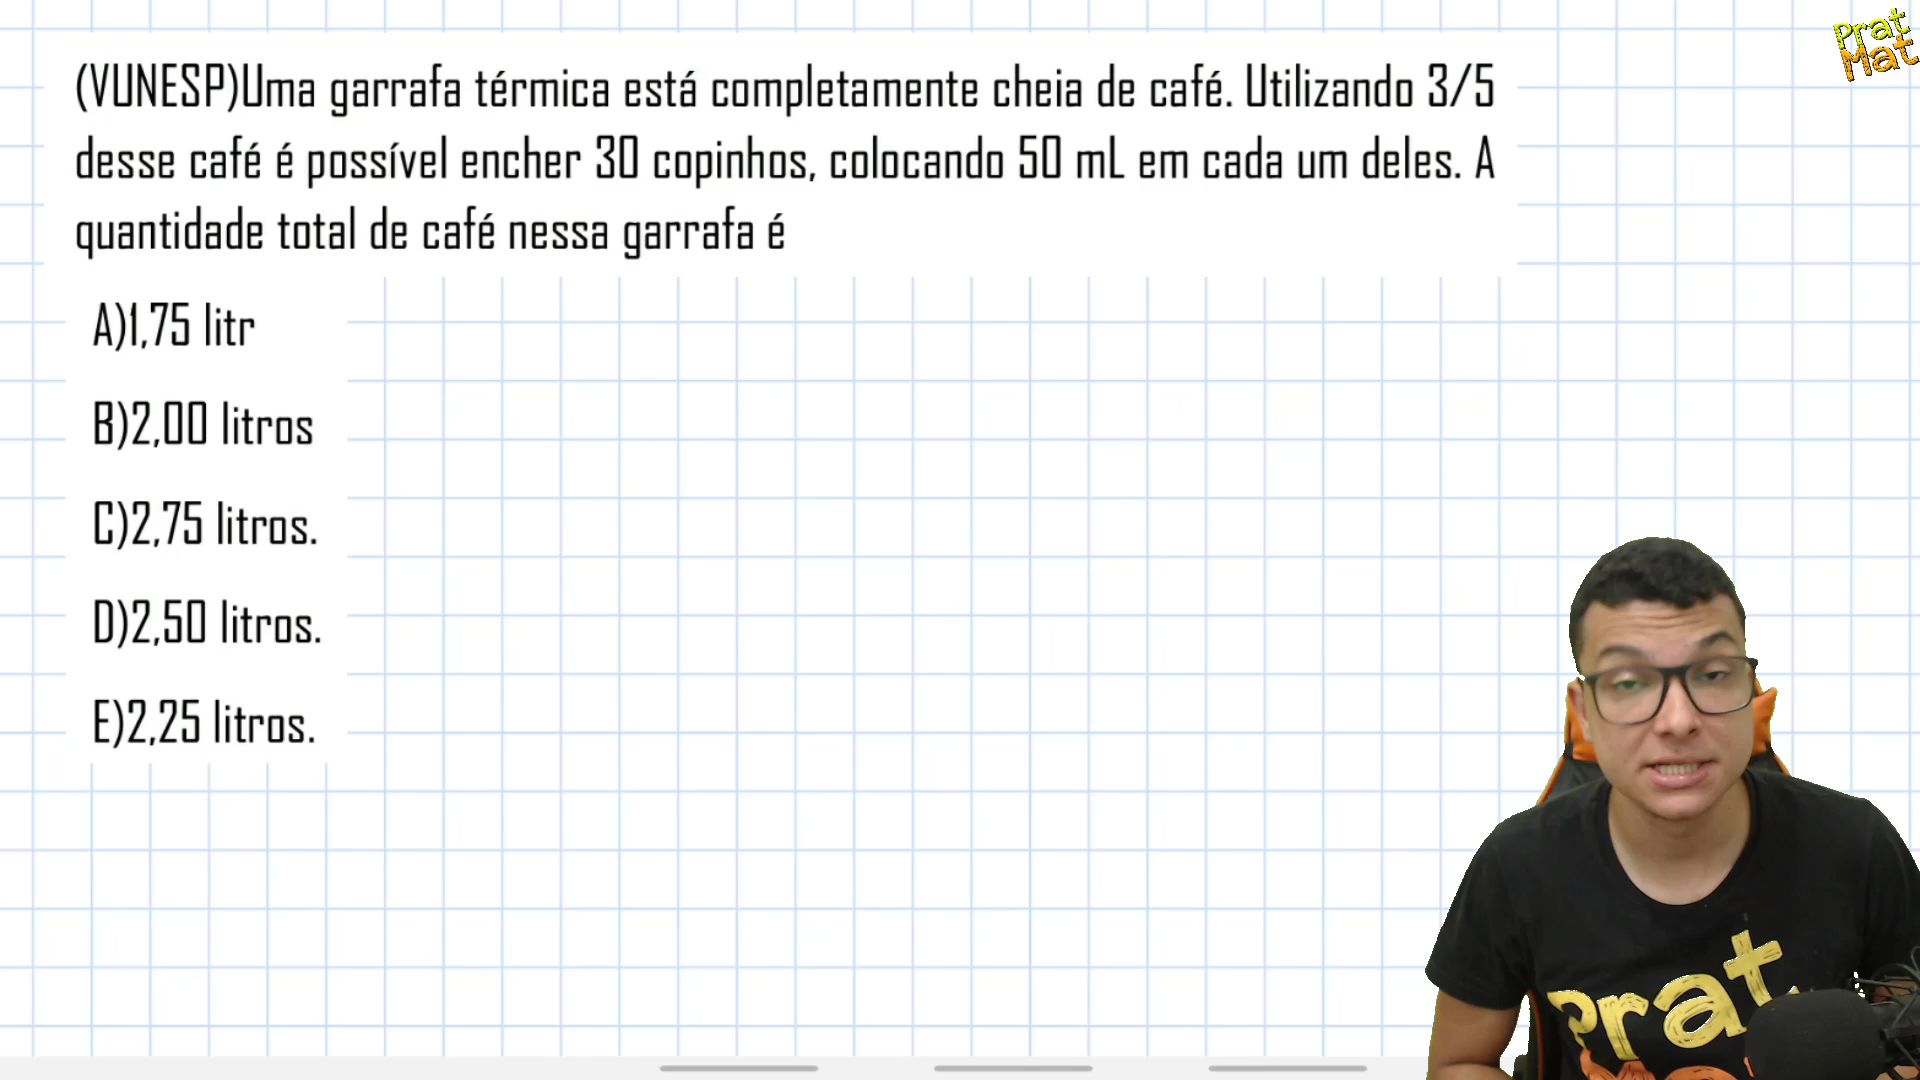 Prat
Mat
(VUNESP)Uma garrafa térmica está completamente cheia de café. Utilizando 3/5
desse café é possível encher 30 copinhos, colocando 50 mL em cada um deles. A
quantidade total de café nessa garrafa é
A)1,75 litr
B)2,00 litros
C)2,75 litros.
D)2,50 litros.
E)2,25 litros.
Prat